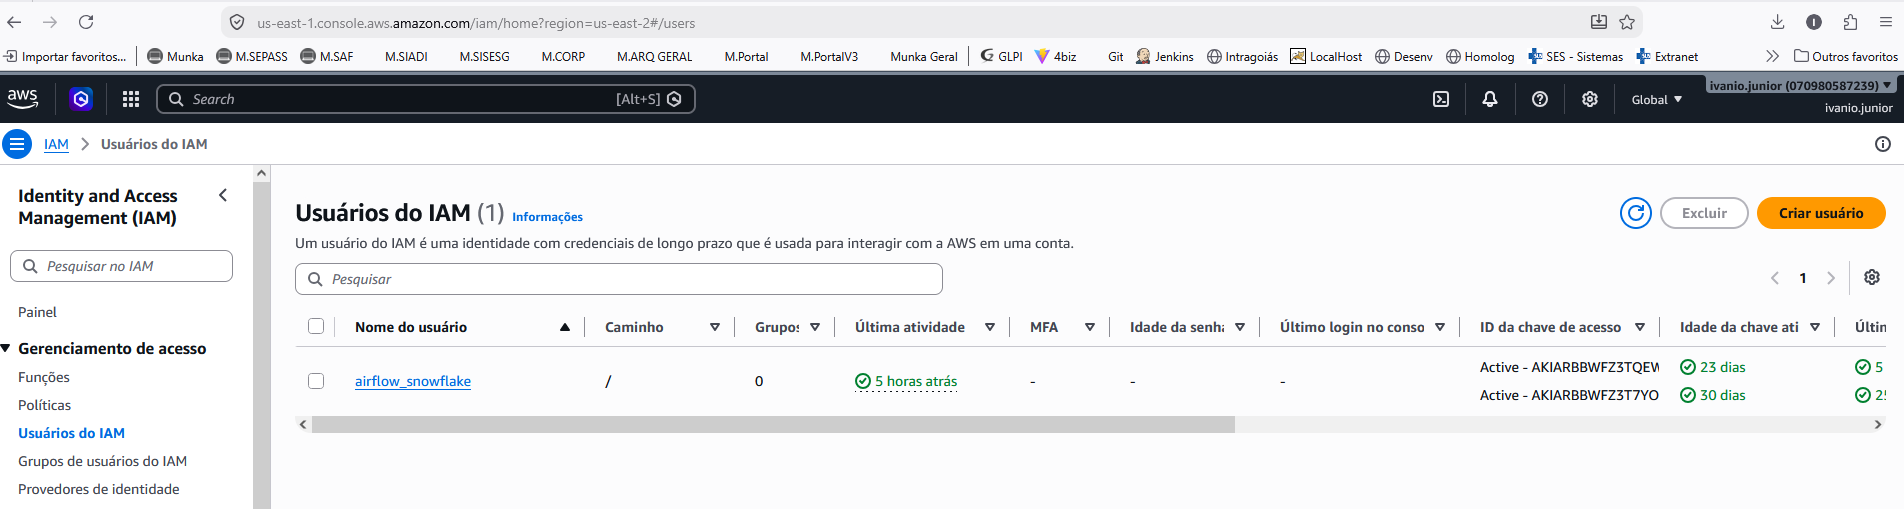 us-east-1.console.aws.amazon.com/iam/home?region=us-east-2#/users
Importar favoritos... Munka M.SEPASS M.SAF M.SIADI M.SISESG M.CORP M.ARQ GERAL M.Portal M.PortalV3 Munka Geral GLPI 4biz Git Jenkins Intragoiás LocalHost Desenv Homolog SES - Sistemas Extranet Outros favoritos
aws Search [Alt+S] Global ivanio.junior (070980587239)
ivanio.junior
IAM Usuários do IAM
Identity and Access
Management (IAM)
Pesquisar no IAM
Painel
Gerenciamento de acesso
Funções
Políticas
Usuários do IAM
Grupos de usuários do IAM
Provedores de identidade
Usuários do IAM (1) Informações
Excluir
Criar usuário
Um usuário do IAM é uma identidade com credenciais de longo prazo que é usada para interagir com a AWS em uma conta.
Pesquisar
1
Nome do usuário Caminho Grupos Última atividade MFA Idade da senha Último login no conso ID da chave de acesso Idade da chave ati Últin
airflow_snowflake / 0 5 horas atrás - - - Active - AKIARBBWFZ3TQEW 23 dias 5
Active - AKIARBBWFZ3T7YO 30 dias 25